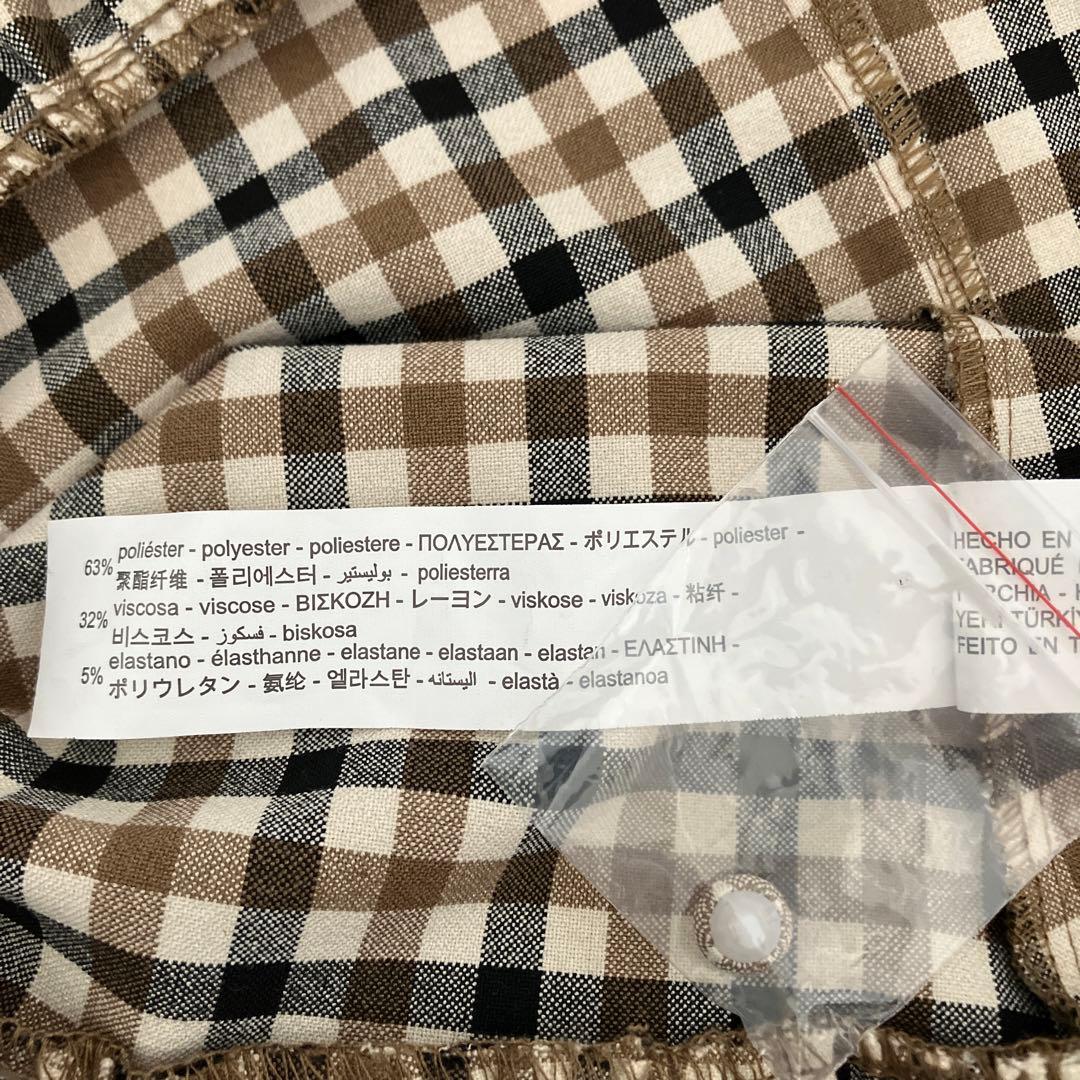 63% poliéster - polyester - poliestere - ΠΟΛΥΕΣΤΕΡΑΣ - ポリエステル - poliester -
聚酯纤维 - 폴리에스터 - بوليستير - poliesterra
32% viscosa - viscose - ΒΙΣΚΟΖΗ - レーヨン - viskose - viskoza - 粘纤 -
비스코스 - فسكوز - biskosa
5% elastano - élasthanne - elastane - elastaan - elastan - ΕΛΑΣΤΙΝΗ -
ポリウレタン - 氨纶 - 엘라스탄 - اليستانه - elastà - elastanoa
HECHO EN
FABRIQUÉ
YERİ TÜRKİY
FEITO EN T